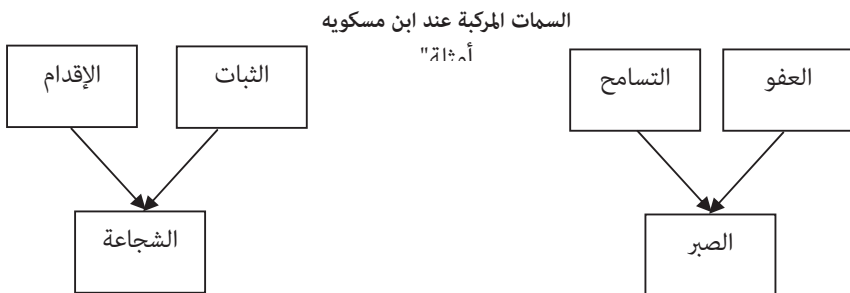 السمات المركبة عند ابن مسكويه
أمثلة"
العفو
التسامح
الثبات
الإقدام
الصبر
الشجاعة